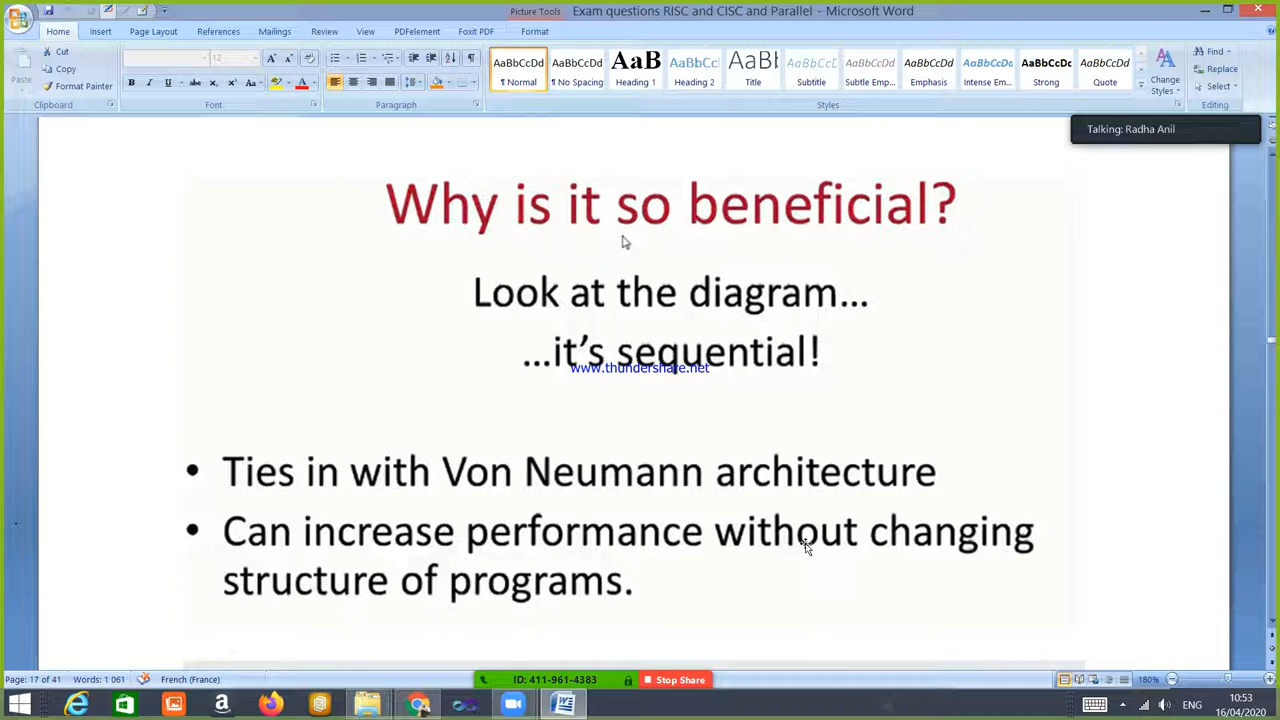 Picture Tools
Exam questions RISC and CISC and Parallel - Microsoft Word
Home Insert Page Layout References Mailings Review View PDFelement Foxit PDF Format
Paste
Cut
Copy
Format Painter
Clipboard
12
Font
Paragraph
AaBbCcDd AaBbCcDd AaB AaBbCc AaBb AaBbCcI AaBbCcDd AaBbCcDd AaBbCcDd AaBbCcDd AaBbCcDd
¶ Normal ¶ No Spacing Heading 1 Heading 2 Title Subtitle Subtle Emp... Emphasis Intense Em... Strong Quote
Change Styles
Styles
Find
Replace
Select
Editing
Talking: Radha Anil
Why is it so beneficial?
Look at the diagram...
...it’s sequential!
www.thundershare.net
• Ties in with Von Neumann architecture
• Can increase performance without changing
structure of programs.
Page: 17 of 41 Words: 1 061 French (France)
ID: 411-961-4383 Stop Share
180%
ENG
10:53
16/04/2020